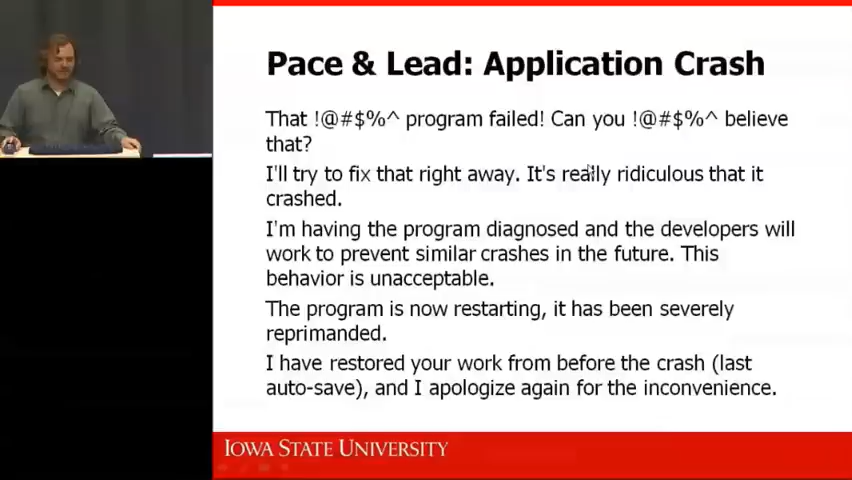 Pace & Lead: Application Crash
That !@#$%^ program failed! Can you !@#$%^ believe
that?
I'll try to fix that right away. It's really ridiculous that it
crashed.
I'm having the program diagnosed and the developers will
work to prevent similar crashes in the future. This
behavior is unacceptable.
The program is now restarting, it has been severely
reprimanded.
I have restored your work from before the crash (last
auto-save), and I apologize again for the inconvenience.
IOWA STATE UNIVERSITY